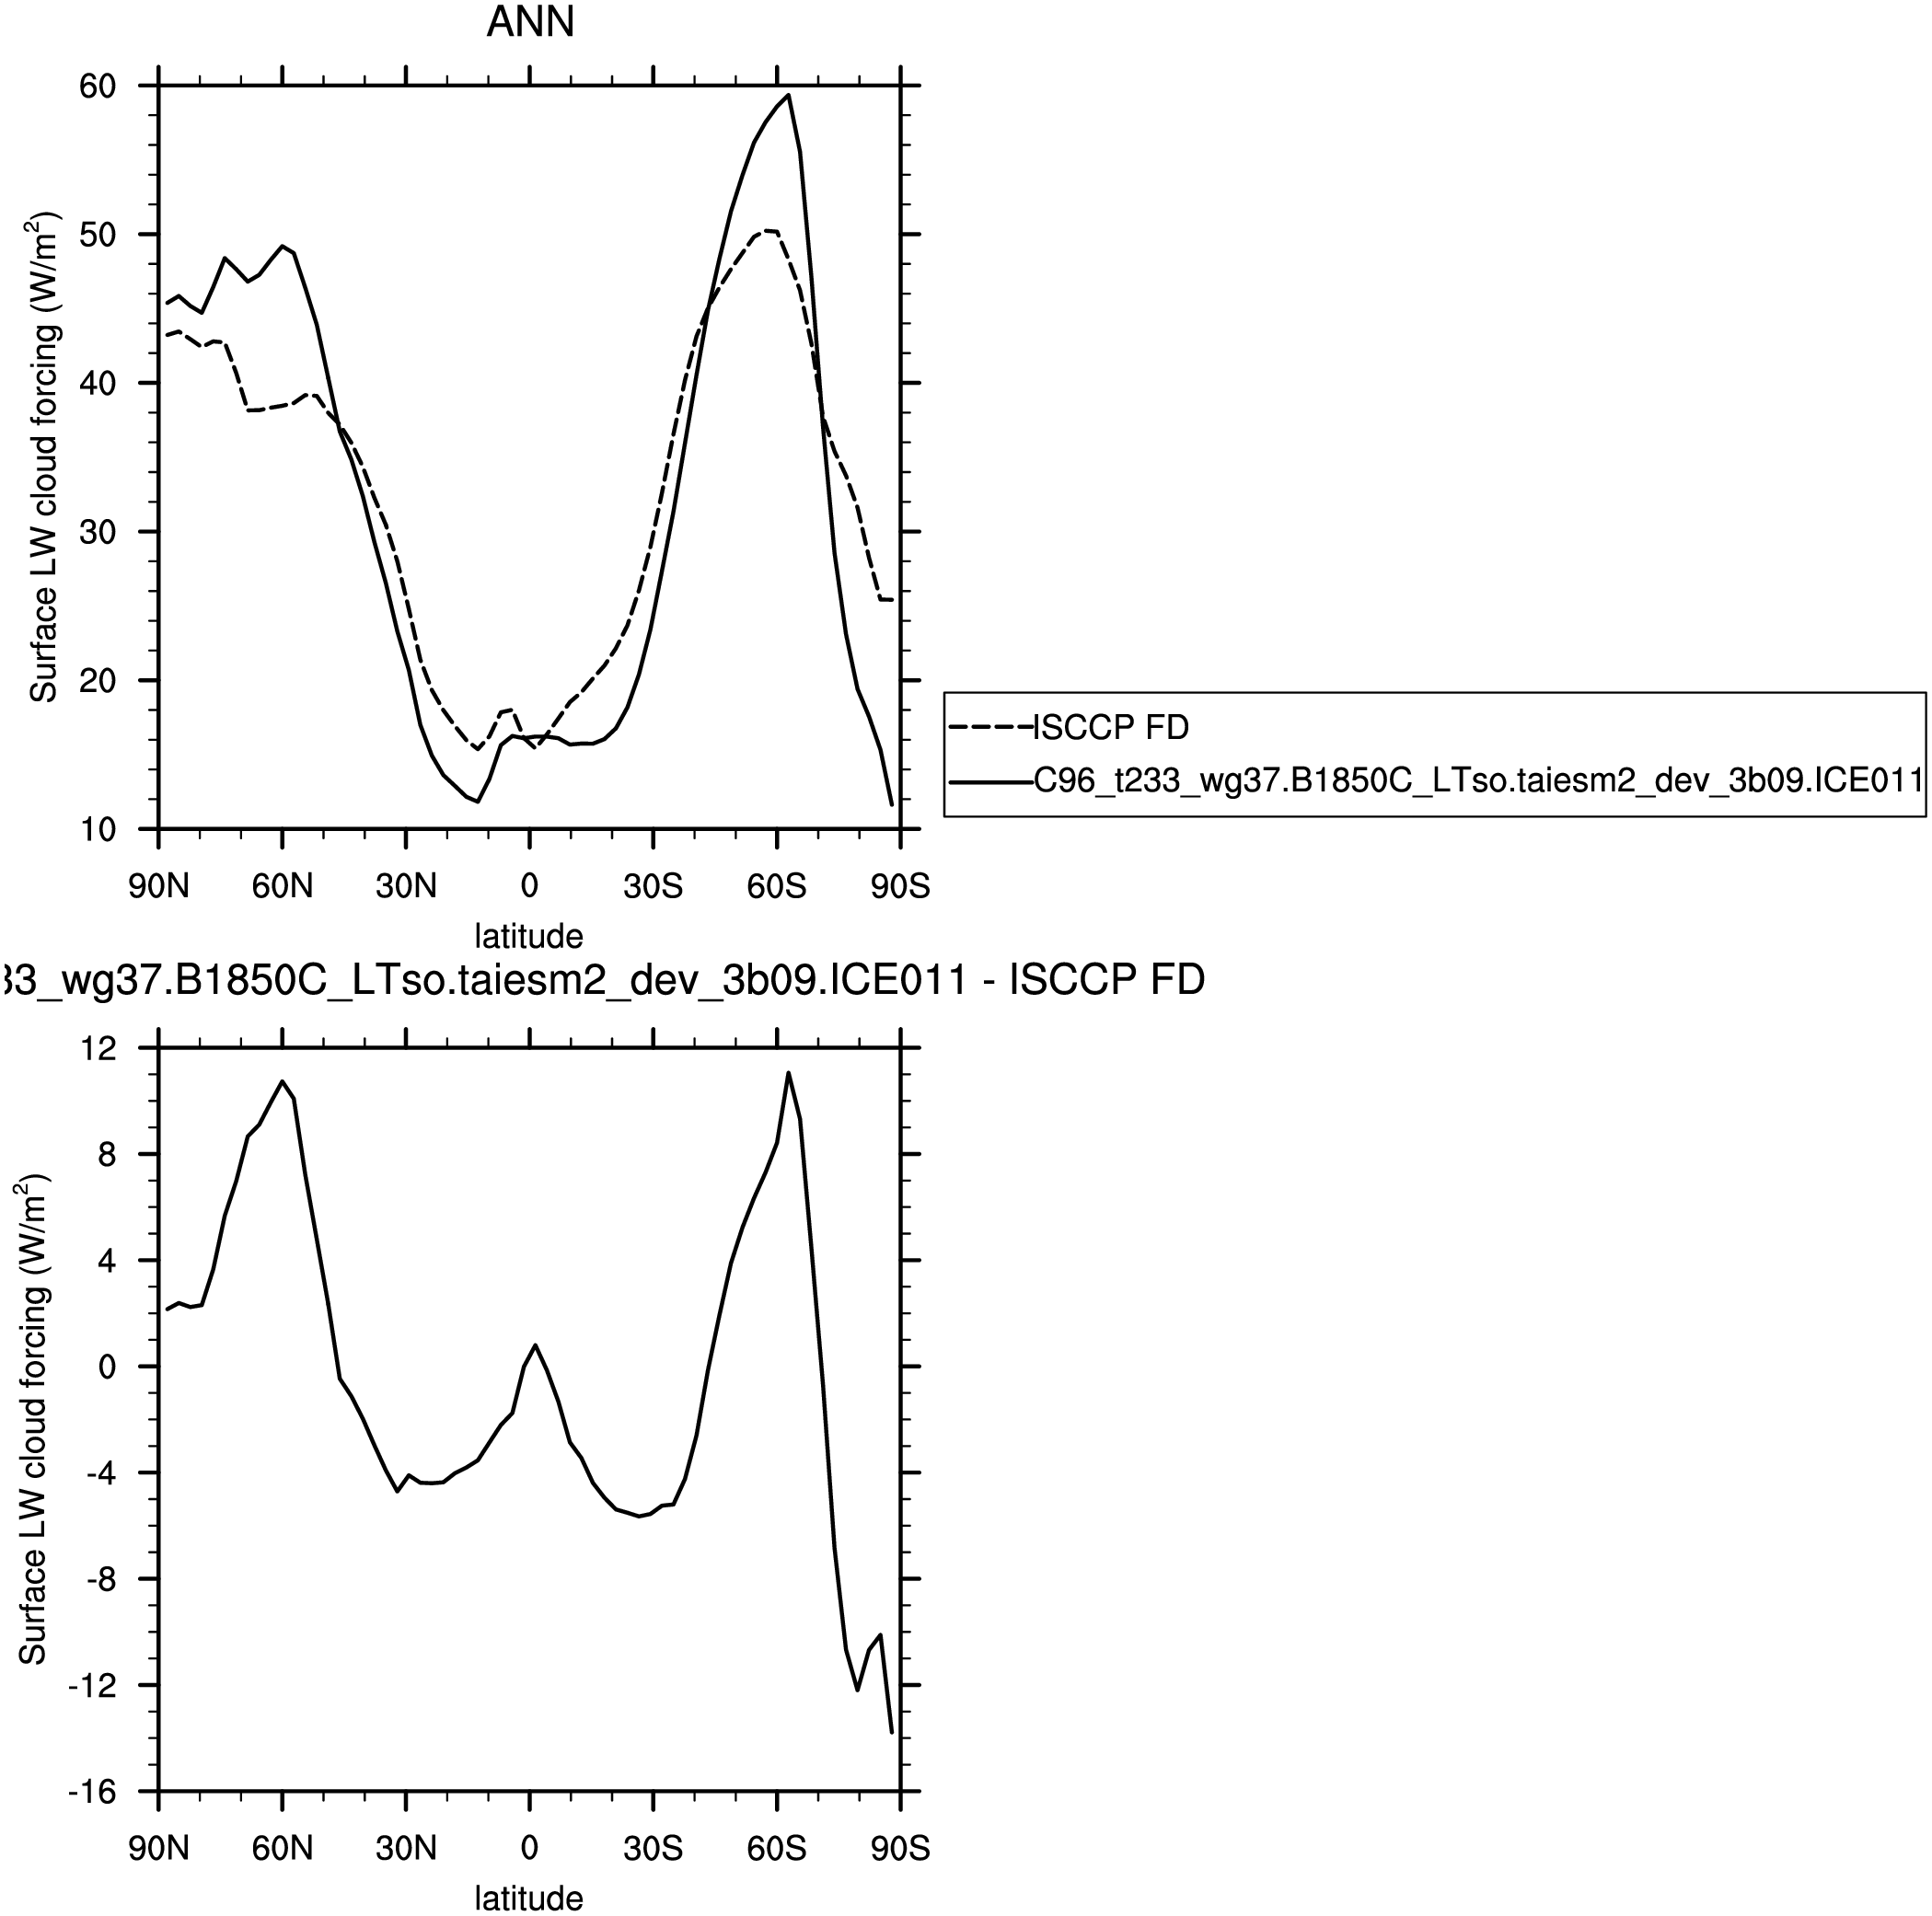 ANN
Surface LW cloud forcing (W/m²)
60
50
40
30
20
10
90N 60N 30N 0 30S 60S 90S
latitude
ISCCP FD
C96_t233_wg37.B1850C_LTso.taiesm2_dev_3b09.ICE011
33_wg37.B1850C_LTso.taiesm2_dev_3b09.ICE011 - ISCCP FD
Surface LW cloud forcing (W/m²)
12
8
4
0
-4
-8
-12
-16
90N 60N 30N 0 30S 60S 90S
latitude